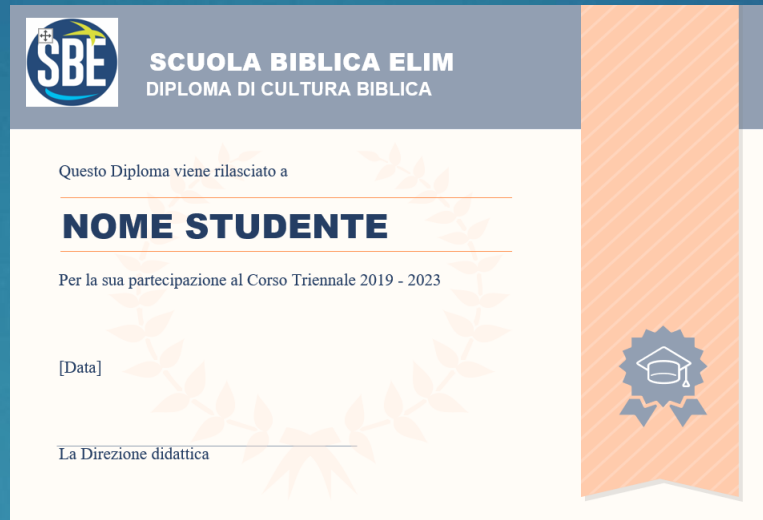 SBE
SCUOLA BIBLICA ELIM
DIPLOMA DI CULTURA BIBLICA
Questo Diploma viene rilasciato a
NOME STUDENTE
Per la sua partecipazione al Corso Triennale 2019 - 2023
[Data]
La Direzione didattica